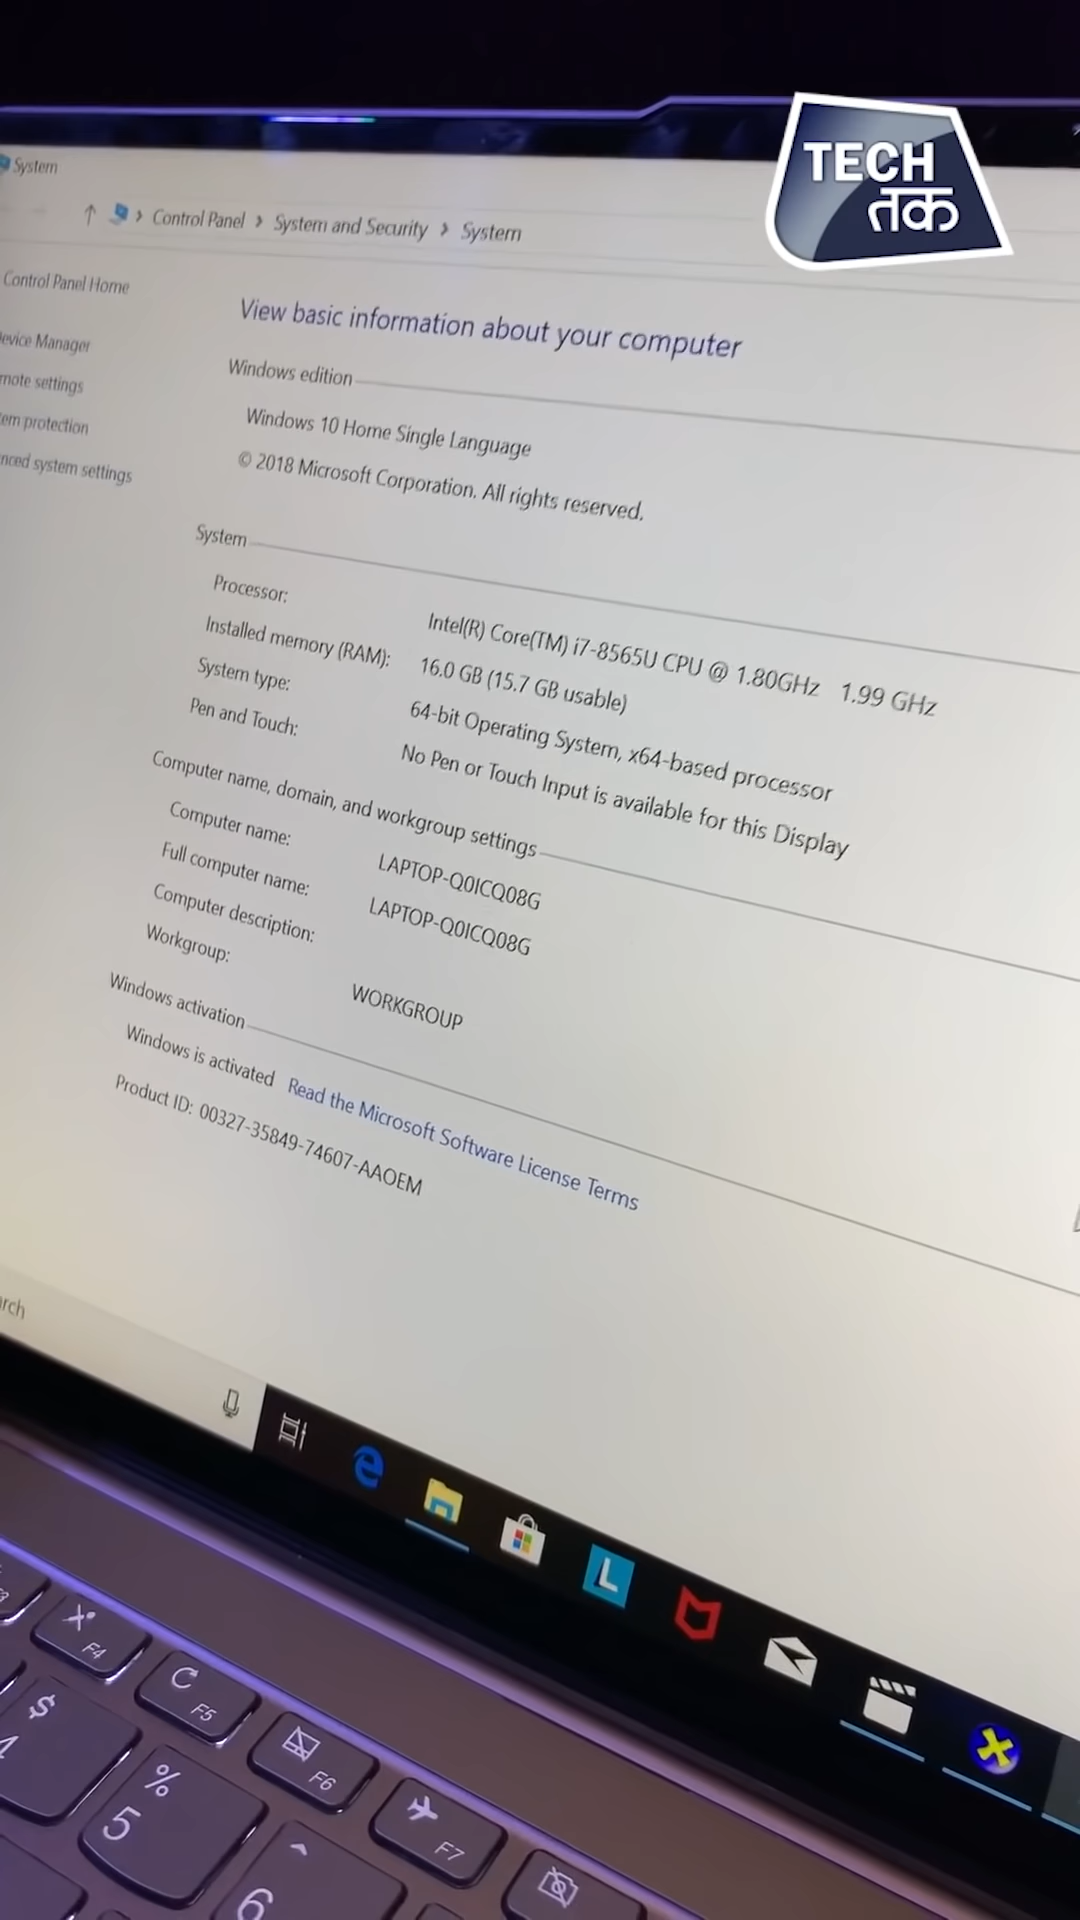 TECH
तक
System
Control Panel > System and Security > System
Control Panel Home
Manager
settings
protection
system settings
View basic information about your computer
Windows edition
Windows 10 Home Single Language
© 2018 Microsoft Corporation. All rights reserved.
System
Processor: Intel(R) Core(TM) i7-8565U CPU @ 1.80GHz 1.99 GHz
Installed memory (RAM): 16.0 GB (15.7 GB usable)
System type: 64-bit Operating System, x64-based processor
Pen and Touch: No Pen or Touch Input is available for this Display
Computer name, domain, and workgroup settings
Computer name: LAPTOP-Q0ICQ08G
Full computer name: LAPTOP-Q0ICQ08G
Computer description:
Workgroup: WORKGROUP
Windows activation
Windows is activated Read the Microsoft Software License Terms
Product ID: 00327-35849-74607-AAOEM
L
F4
F5
F6
F7
$
4
%
5
^
6